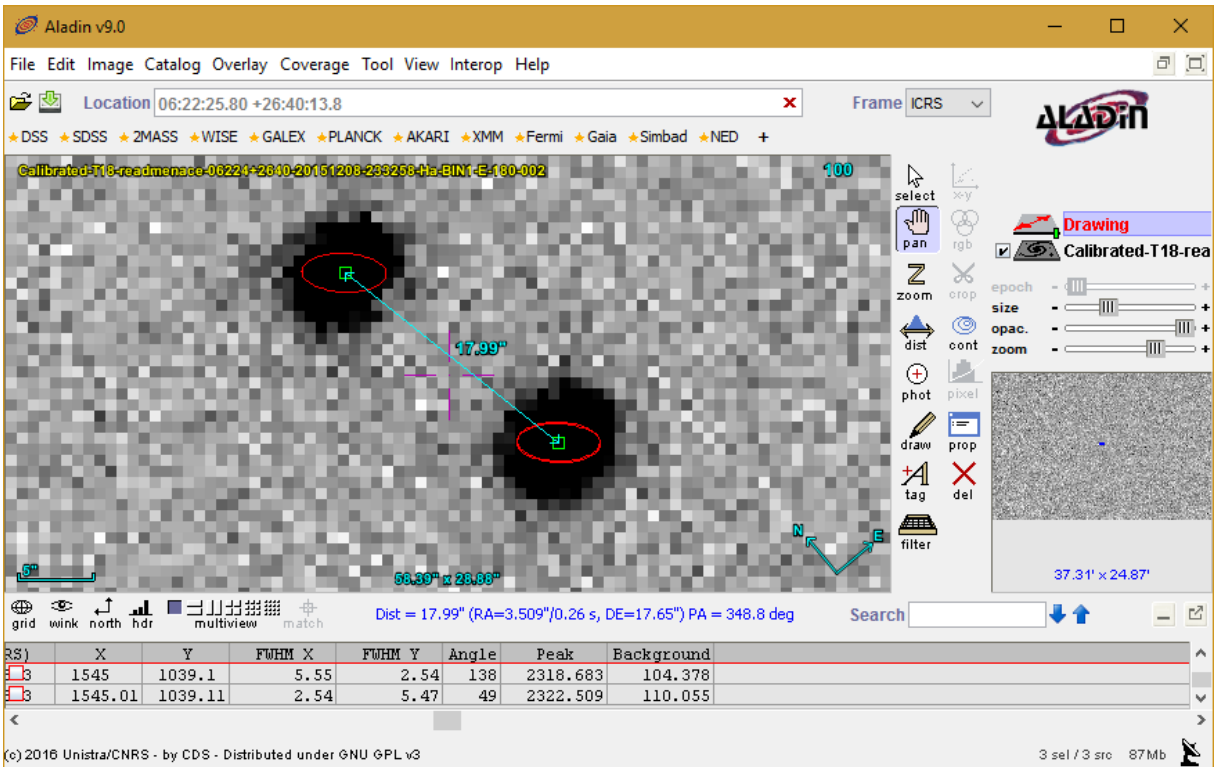 Aladin v9.0
File Edit Image Catalog Overlay Coverage Tool View Interop Help
Location 06:22:25.80 +26:40:13.8 Frame ICRS
ALADIN
DSS SDSS 2MASS WISE GALEX PLANCK AKARI XMM Fermi Gaia Simbad NED +
Calibrated-T18-readmenace-06224+2640-20151208-233258-Ha-BIN1-E-180-002 100
select x-y
pan rgb
zoom crop
dist cont
phot pixel
draw prop
tag del
filter
Drawing
Calibrated-T18-rea
epoch - +
size - +
opac. - +
zoom - +
17.99"
N E
5" 58.39" x 28.88"
37.31' x 24.87'
grid wink north hdr multiview match Dist = 17.99" (RA=3.509"/0.26 s, DE=17.65") PA = 348.8 deg Search
RS) X Y FWHM X FWHM Y Angle Peak Background
3 1545 1039.1 5.55 2.54 138 2318.683 104.378
3 1545.01 1039.11 2.54 5.47 49 2322.509 110.055
(c) 2016 Unistra/CNRS - by CDS - Distributed under GNU GPL v3 3 sel / 3 src 87Mb